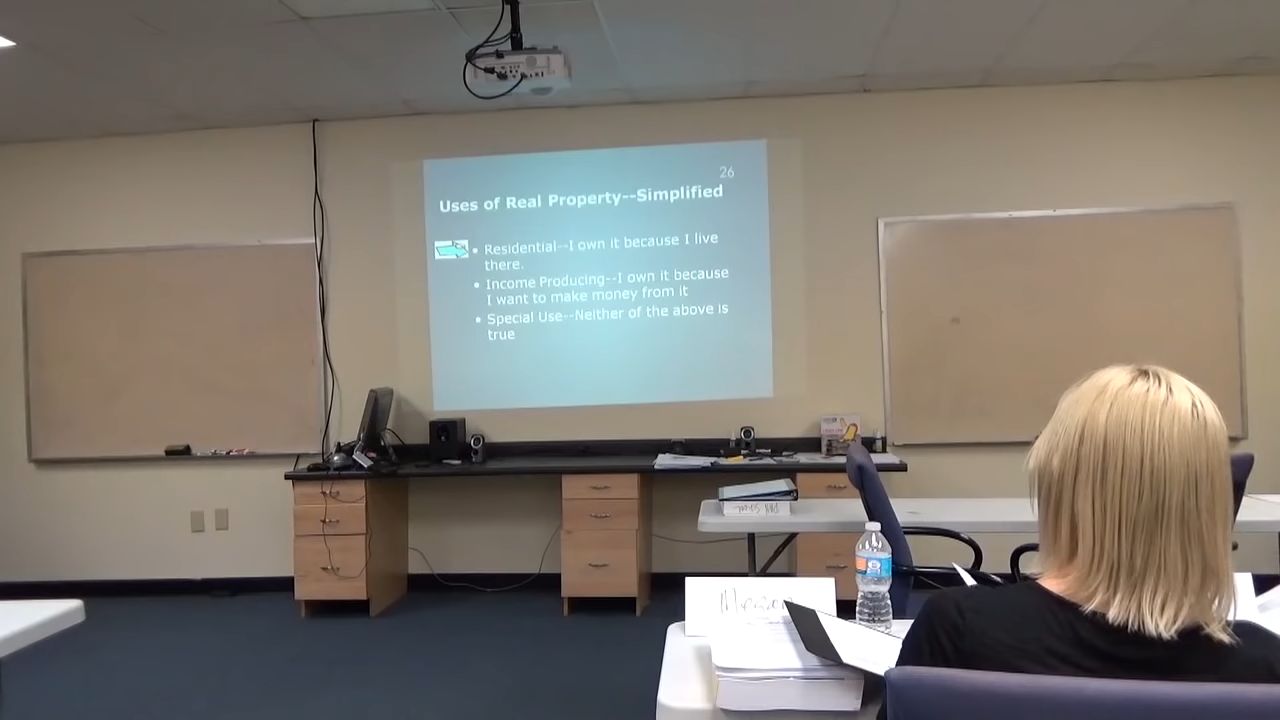 26
Uses of Real Property--Simplified
• Residential--I own it because I live
there.
• Income Producing--I own it because
I want to make money from it
• Special Use--Neither of the above is
true